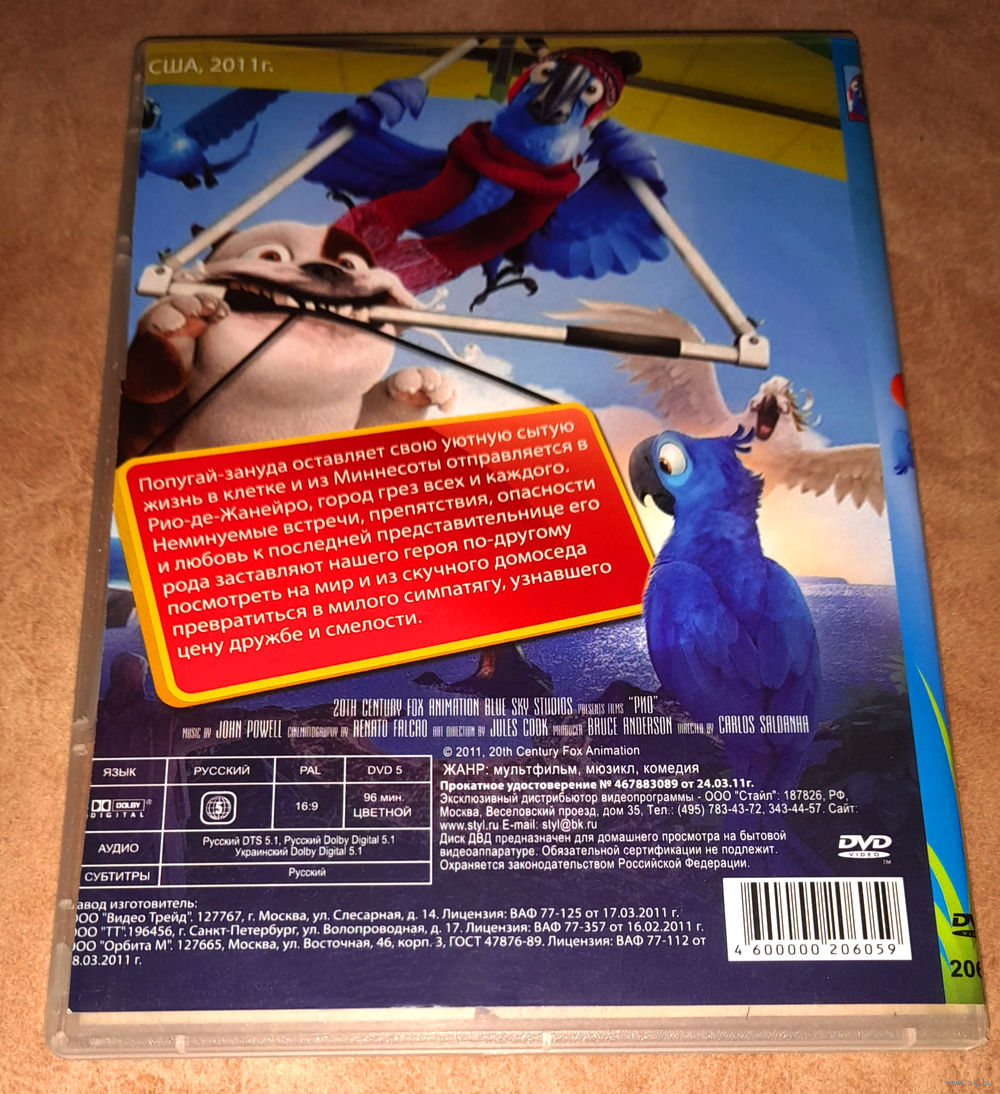 США, 2011г.
Попугай-зануда оставляет свою уютную сытую
жизнь в клетке и из Миннесоты отправляется в
Рио-де-Жанейро, город грез всех и каждого.
Неминуемые встречи, препятствия, опасности
и любовь к последней представительнице его
рода заставляют нашего героя по-другому
посмотреть на мир и из скучного домоседа
превратиться в милого симпатягу, узнавшего
цену дружбе и смелости.
20TH CENTURY FOX ANIMATION BLUE SKY STUDIOS PRESENTS FILMS "РИО"
MUSIC BY JOHN POWELL CINEMATOGRAPHY BY RENATO FALCAO ART DIRECTION BY JULES COOK PRODUCER BRUCE ANDERSON DIRECTED BY CARLOS SALDANHA
© 2011, 20th Century Fox Animation
ЖАНР: мультфильм, мюзикл, комедия
Прокатное удостоверение № 467883089 от 24.03.11г.
Эксклюзивный дистрибьютор видеопрограммы - ООО "Стайл": 187826, РФ,
Москва, Веселовский проезд, дом 35, Тел.: (495) 783-43-72, 343-44-57. Сайт:
www.styl.ru E-mail: styl@bk.ru
Диск ДВД предназначен для домашнего просмотра на бытовой
видеоаппаратуре. Обязательной сертификации не подлежит.
Охраняется законодательством Российской Федерации.
ЯЗЫК РУССКИЙ PAL DVD 5
DOLBY DIGITAL 5 16:9 96 мин. ЦВЕТНОЙ
АУДИО Русский DTS 5.1, Русский Dolby Digital 5.1
Украинский Dolby Digital 5.1
СУБТИТРЫ Русский
DVD
VIDEO
TM
авод изготовитель:
ООО "Видео Трейд". 127767, г. Москва, ул. Слесарная, д. 14. Лицензия: ВАФ 77-125 от 17.03.2011 г.
ООО "ТТ".196456, г. Санкт-Петербург, ул. Волопроводная, д. 17. Лицензия: ВАФ 77-357 от 16.02.2011 г.
ООО "Орбита М". 127665, Москва, ул. Восточная, 46, корп. 3, ГОСТ 47876-89. Лицензия: ВАФ 77-112 от
8.03.2011 г.
4 600000 206059
206